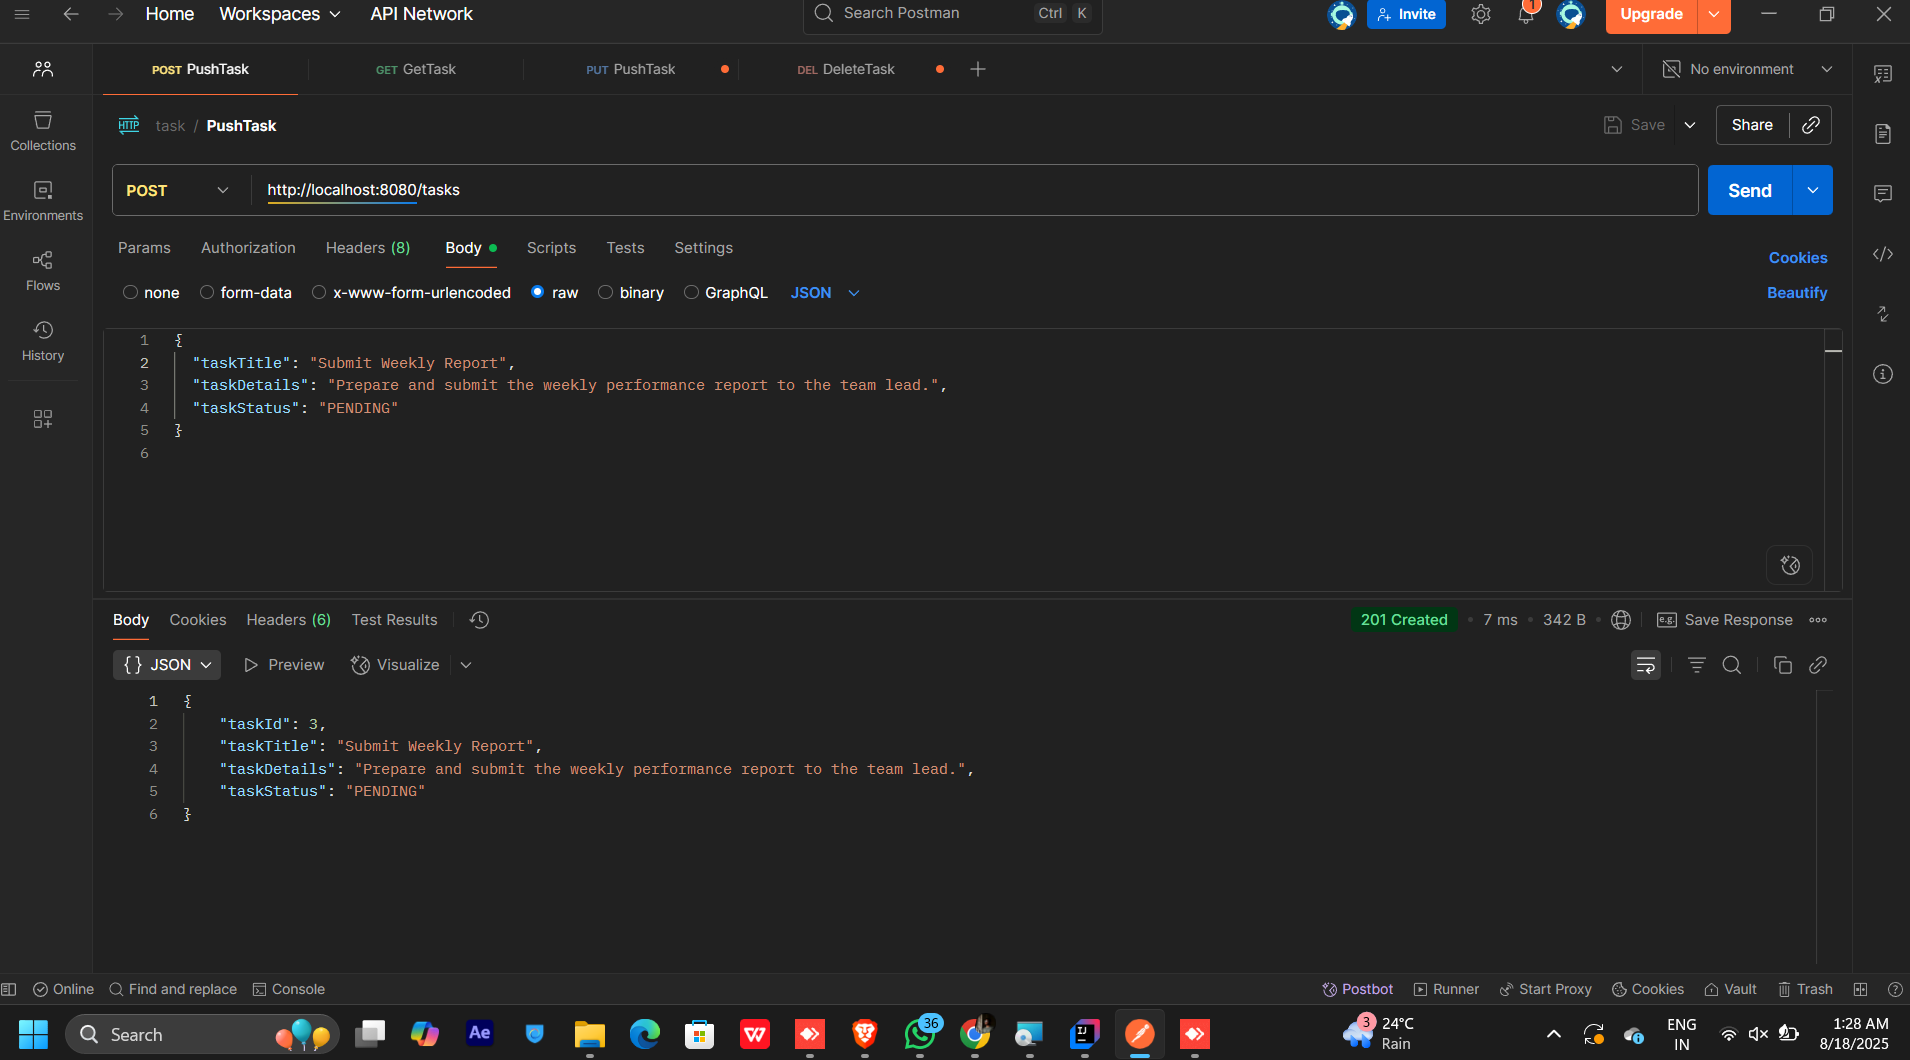 Home Workspaces API Network Search Postman Ctrl K Invite 1 Upgrade
POST PushTask GET GetTask PUT PushTask DEL DeleteTask No environment
HTTP task / PushTask Save Share
Collections
Environments
Flows
History
POST http://localhost:8080/tasks Send
Params Authorization Headers (8) Body Scripts Tests Settings Cookies
none form-data x-www-form-urlencoded raw binary GraphQL JSON Beautify
1 {
2 "taskTitle": "Submit Weekly Report",
3 "taskDetails": "Prepare and submit the weekly performance report to the team lead.",
4 "taskStatus": "PENDING"
5 }
6
Body Cookies Headers (6) Test Results 201 Created 7 ms 342 B e.g. Save Response
{} JSON Preview Visualize
1 {
2 "taskId": 3,
3 "taskTitle": "Submit Weekly Report",
4 "taskDetails": "Prepare and submit the weekly performance report to the team lead.",
5 "taskStatus": "PENDING"
6 }
Online Find and replace Console Postbot Runner Start Proxy Cookies Vault Trash
Search Ae W 36 IJ 3 24°C ENG 1:28 AM
Rain IN 8/18/2025